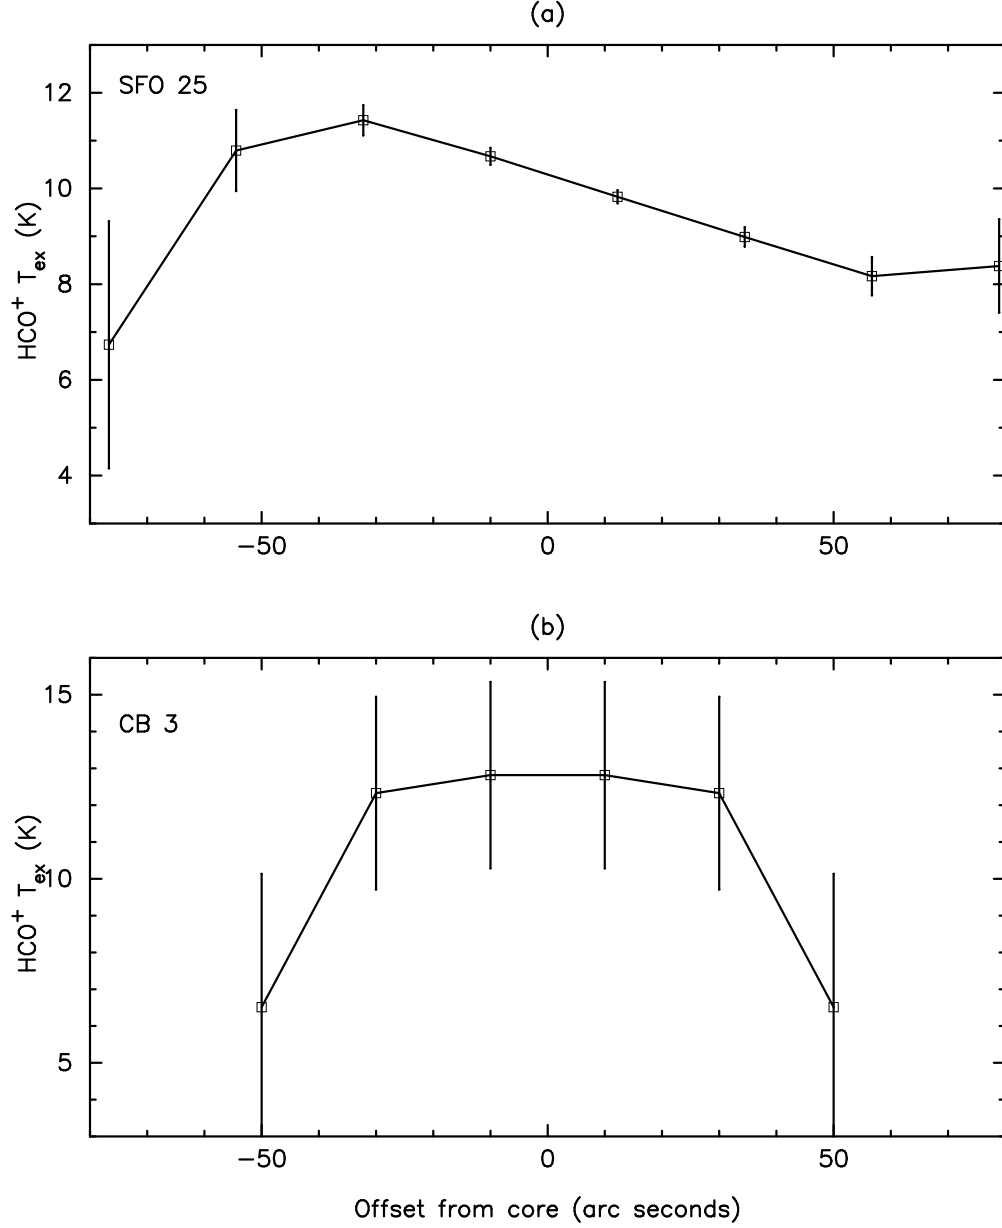 (a)
SFO 25
12
10
8
6
4
HCO⁺ T_ex (K)
−50 0 50
(b)
CB 3
15
10
5
HCO⁺ T_ex (K)
−50 0 50
Offset from core (arc seconds)